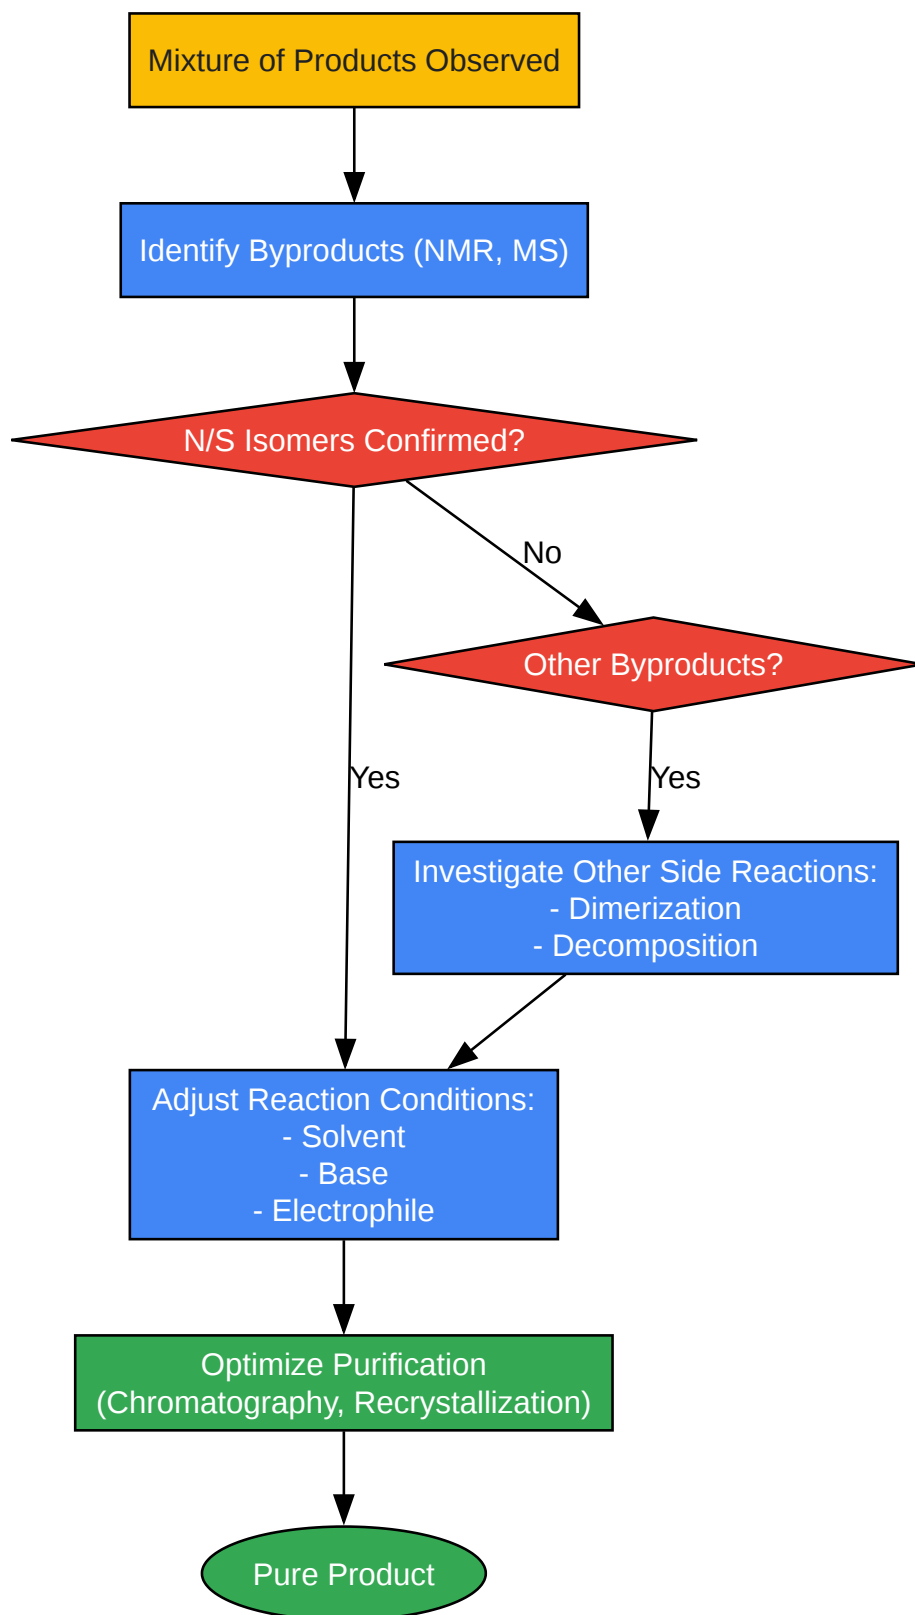 Mixture of Products Observed
Identify Byproducts (NMR, MS)
N/S Isomers Confirmed?
No
Other Byproducts?
Yes
Yes
Investigate Other Side Reactions:
- Dimerization
- Decomposition
Adjust Reaction Conditions:
- Solvent
- Base
- Electrophile
Optimize Purification
(Chromatography, Recrystallization)
Pure Product